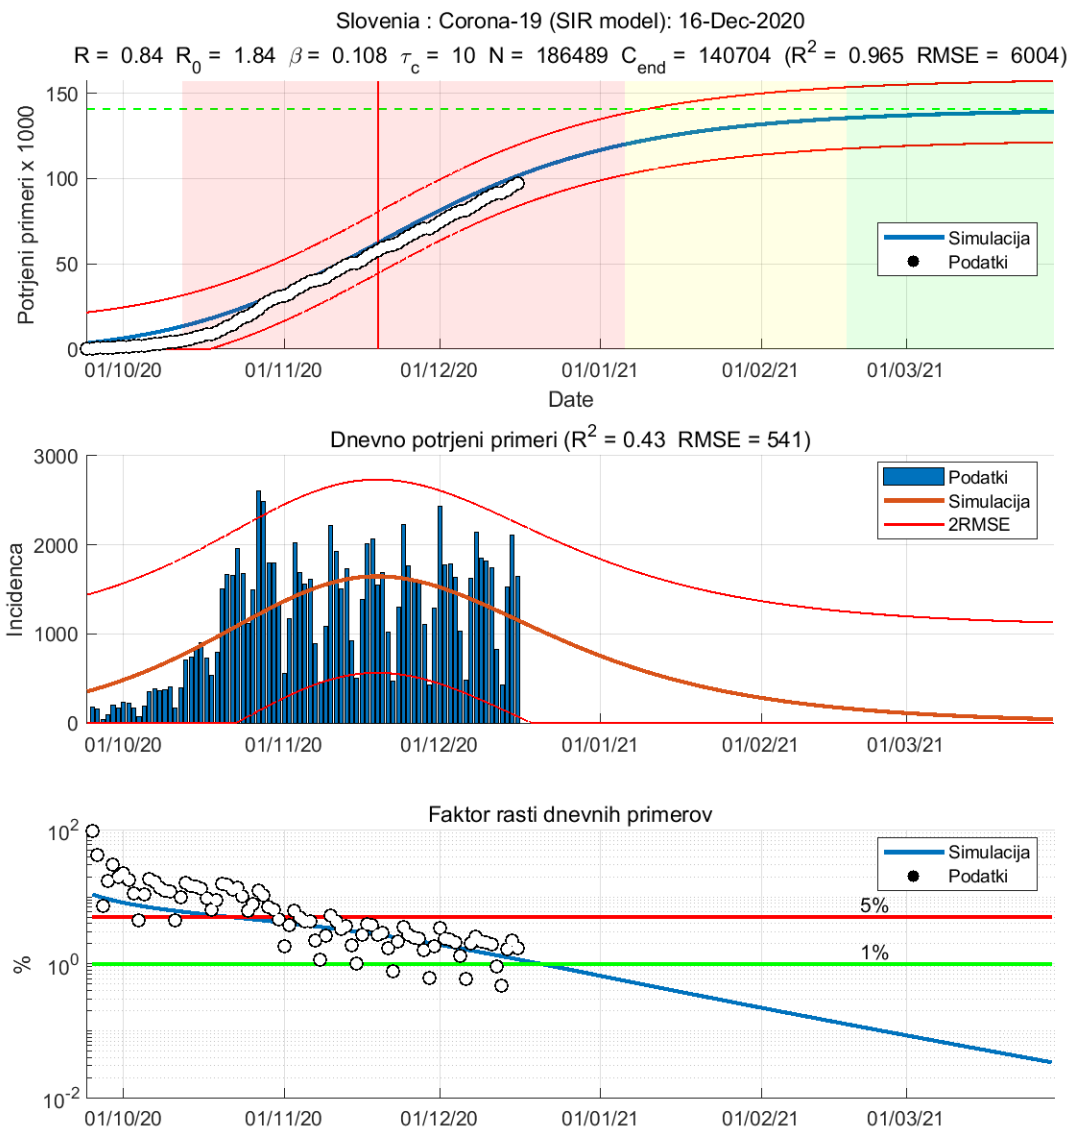 Slovenia : Corona-19 (SIR model): 16-Dec-2020
R = 0.84 R0 = 1.84 β = 0.108 τc = 10 N = 186489 Cend = 140704 (R2 = 0.965 RMSE = 6004)
Potrjeni primeri x 1000
150
100
50
0
Simulacija
Podatki
01/10/20 01/11/20 01/12/20 01/01/21 01/02/21 01/03/21
Date
Dnevno potrjeni primeri (R2 = 0.43 RMSE = 541)
Incidenca
3000
2000
1000
0
Podatki
Simulacija
2RMSE
01/10/20 01/11/20 01/12/20 01/01/21 01/02/21 01/03/21
Faktor rasti dnevnih primerov
%
10^2
10^0
10^-2
Simulacija
Podatki
5%
1%
01/10/20 01/11/20 01/12/20 01/01/21 01/02/21 01/03/21